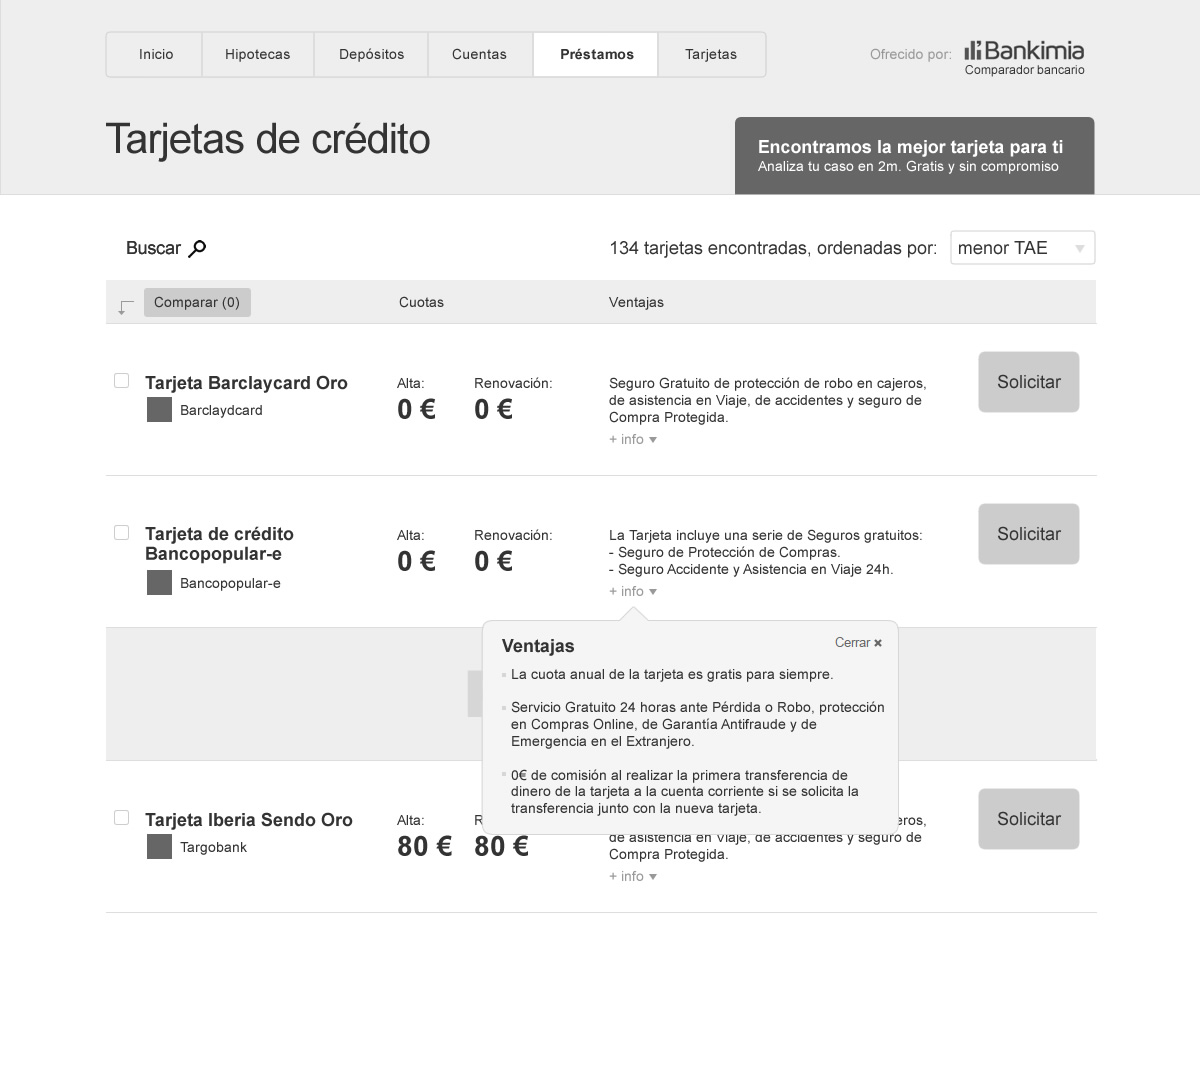 Inicio
Hipotecas
Depósitos
Cuentas
Préstamos
Tarjetas
Ofrecido por:
Bankimia
Comparador bancario
Tarjetas de crédito
Encontramos la mejor tarjeta para ti
Analiza tu caso en 2m. Gratis y sin compromiso
Buscar
134 tarjetas encontradas, ordenadas por:
menor TAE
Comparar (0)
Cuotas
Ventajas
Tarjeta Barclaycard Oro
Barclaydcard
Alta:
0 €
Renovación:
0 €
Seguro Gratuito de protección de robo en cajeros,
de asistencia en Viaje, de accidentes y seguro de
Compra Protegida.
+ info
Solicitar
Tarjeta de crédito
Bancopopular-e
Bancopopular-e
Alta:
0 €
Renovación:
0 €
La Tarjeta incluye una serie de Seguros gratuitos:
- Seguro de Protección de Compras.
- Seguro Accidente y Asistencia en Viaje 24h.
+ info
Solicitar
Ventajas
Cerrar
La cuota anual de la tarjeta es gratis para siempre.
Servicio Gratuito 24 horas ante Pérdida o Robo, protección
en Compras Online, de Garantía Antifraude y de
Emergencia en el Extranjero.
0€ de comisión al realizar la primera transferencia de
dinero de la tarjeta a la cuenta corriente si se solicita la
transferencia junto con la nueva tarjeta.
Tarjeta Iberia Sendo Oro
Targobank
Alta:
80 €
80 €
de asistencia en Viaje, de accidentes y seguro de
Compra Protegida.
+ info
Solicitar